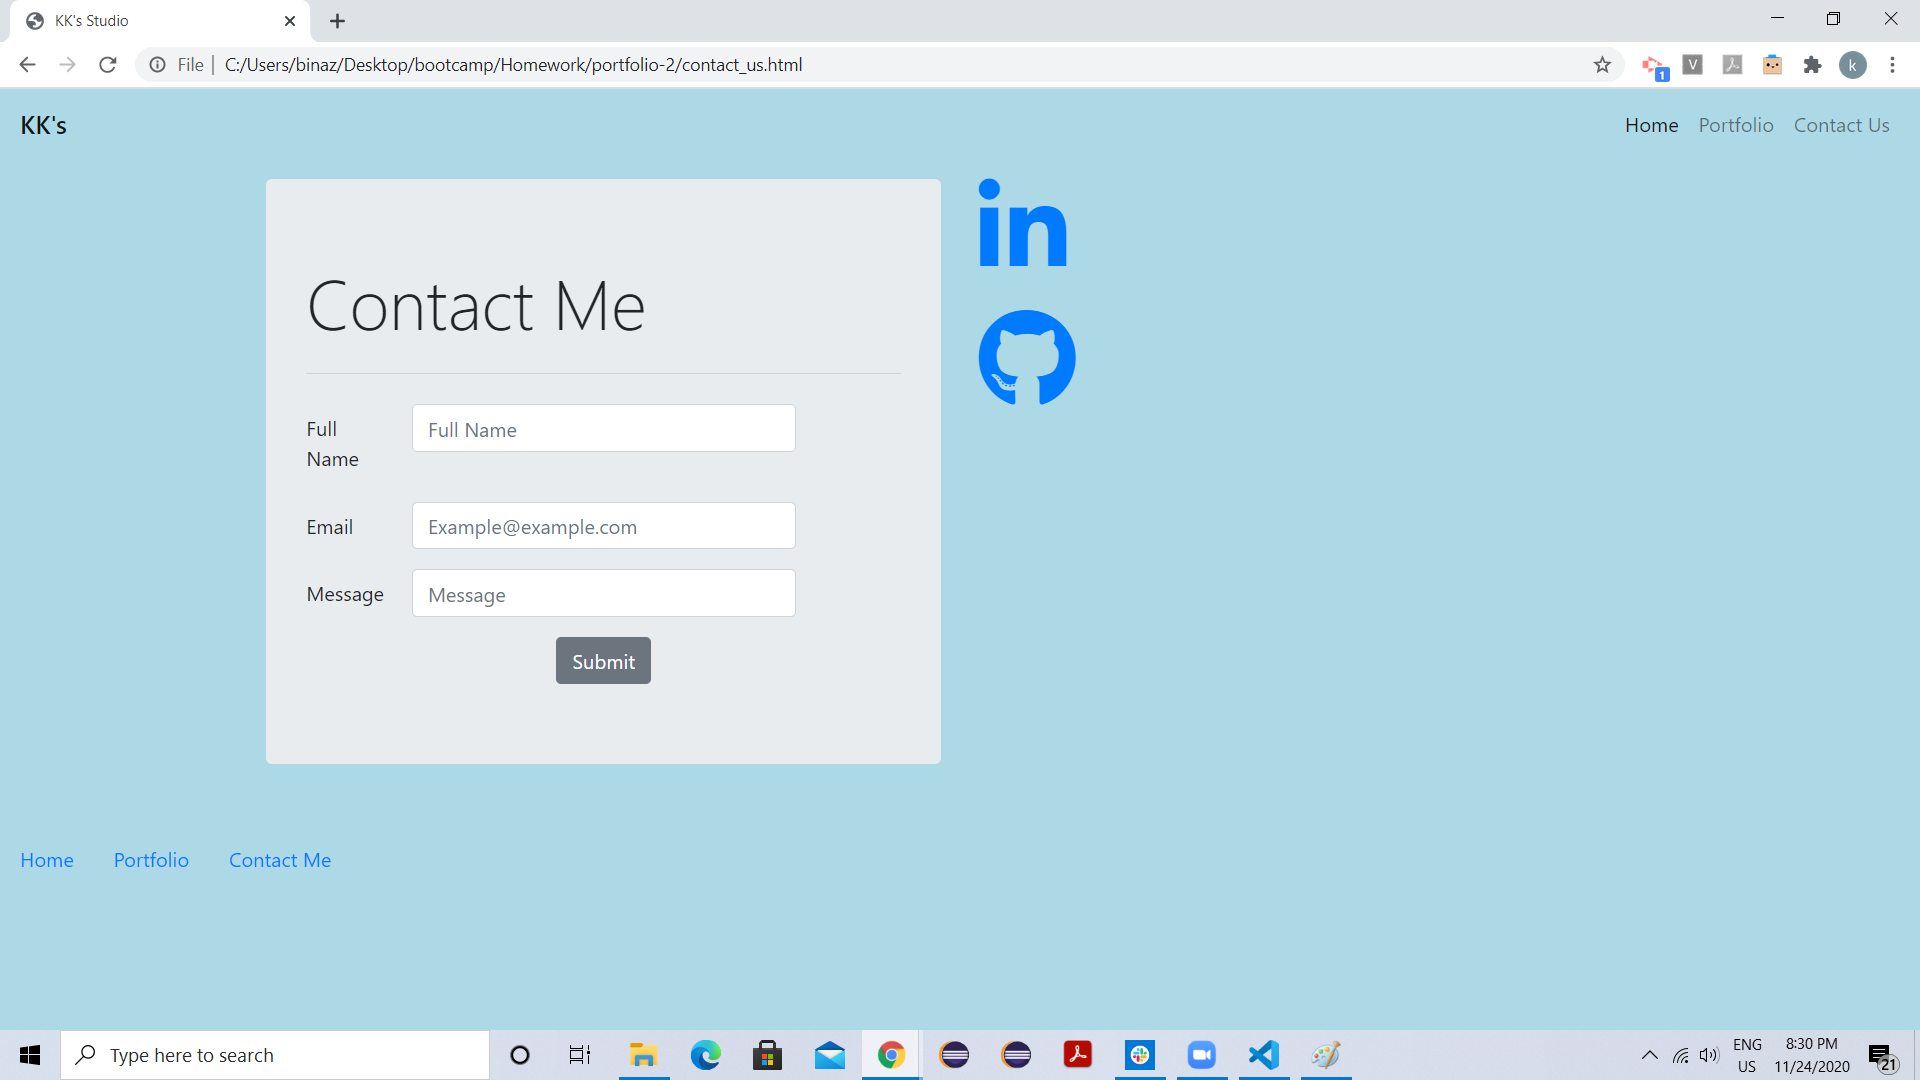 KK's Studio
File | C:/Users/binaz/Desktop/bootcamp/Homework/portfolio-2/contact_us.html
1
V
k
KK's
Home Portfolio Contact Us
in
Contact Me
Full Name
Full Name
Email
Example@example.com
Message
Message
Submit
Home Portfolio Contact Me
Type here to search
ENG
US
8:30 PM
11/24/2020
21